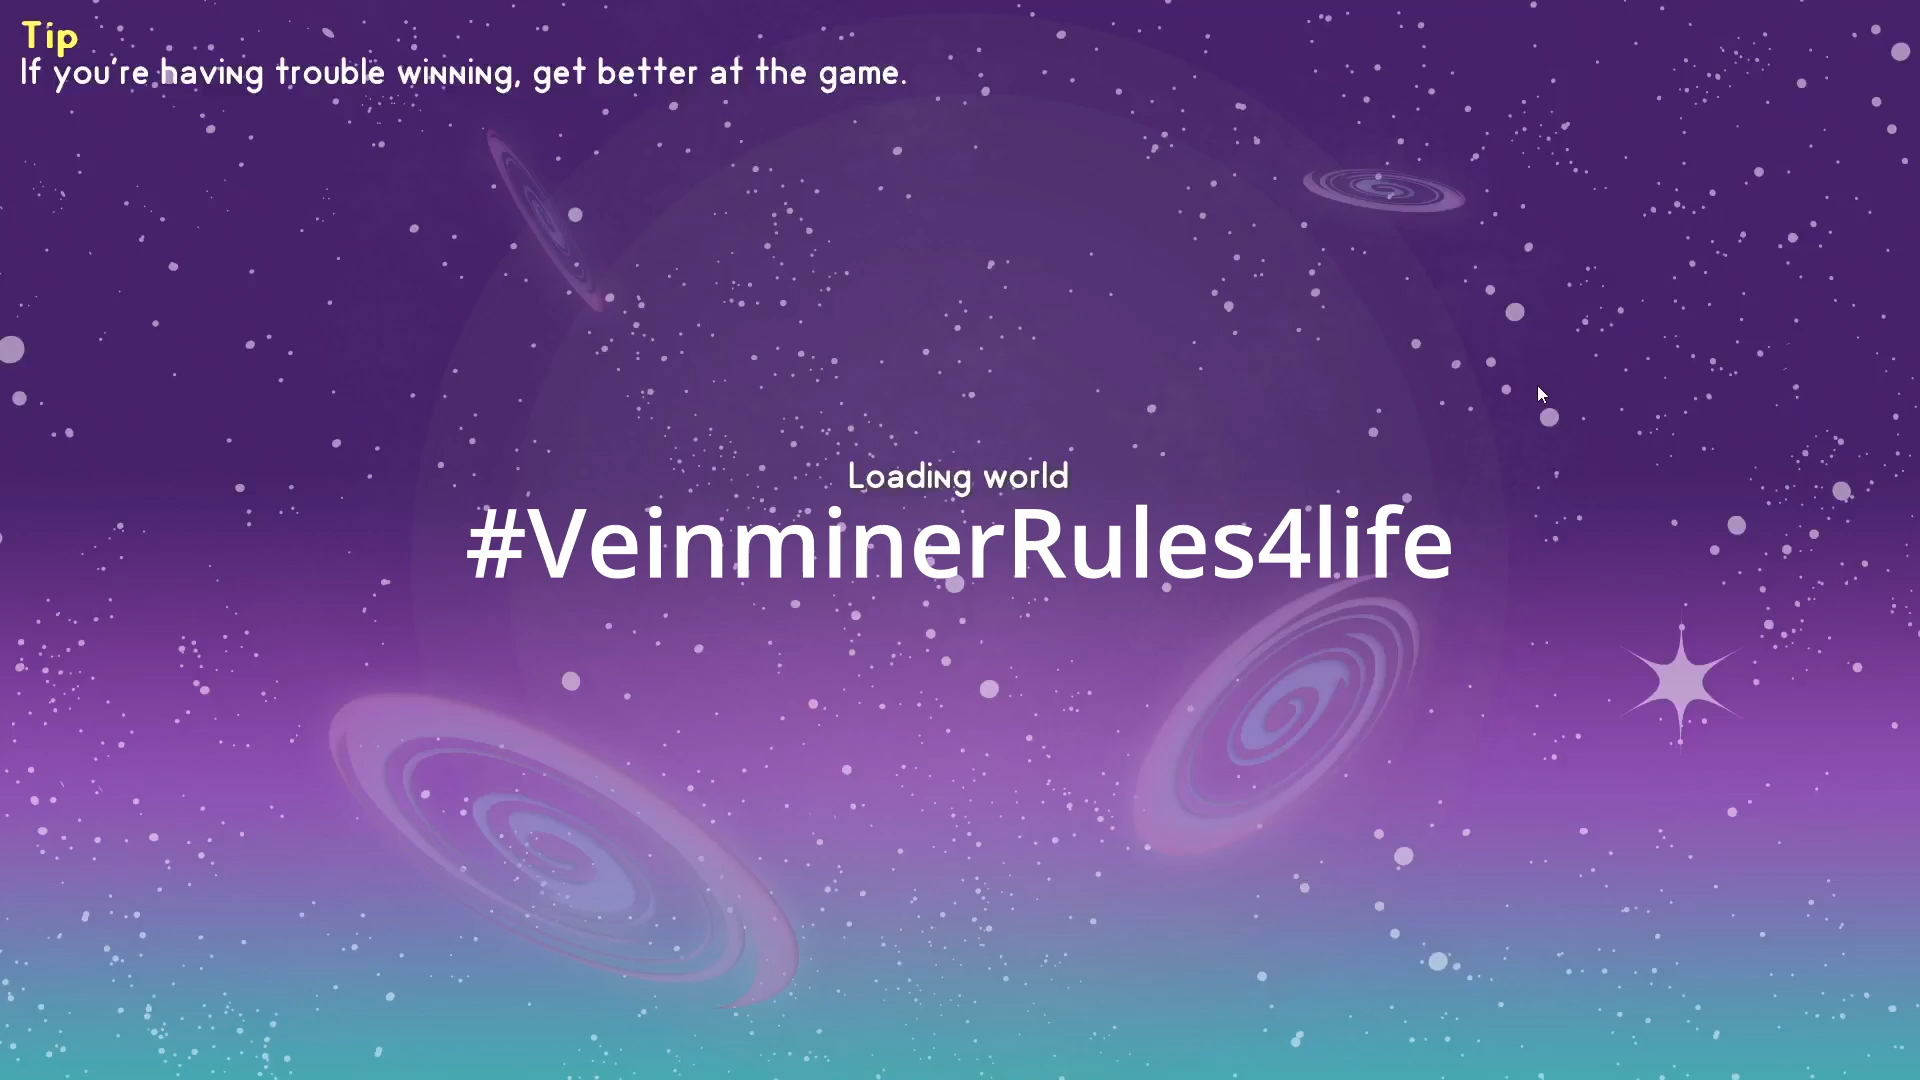 Tip
If you're having trouble winning, get better at the game.
Loading world
#VeinminerRules4life